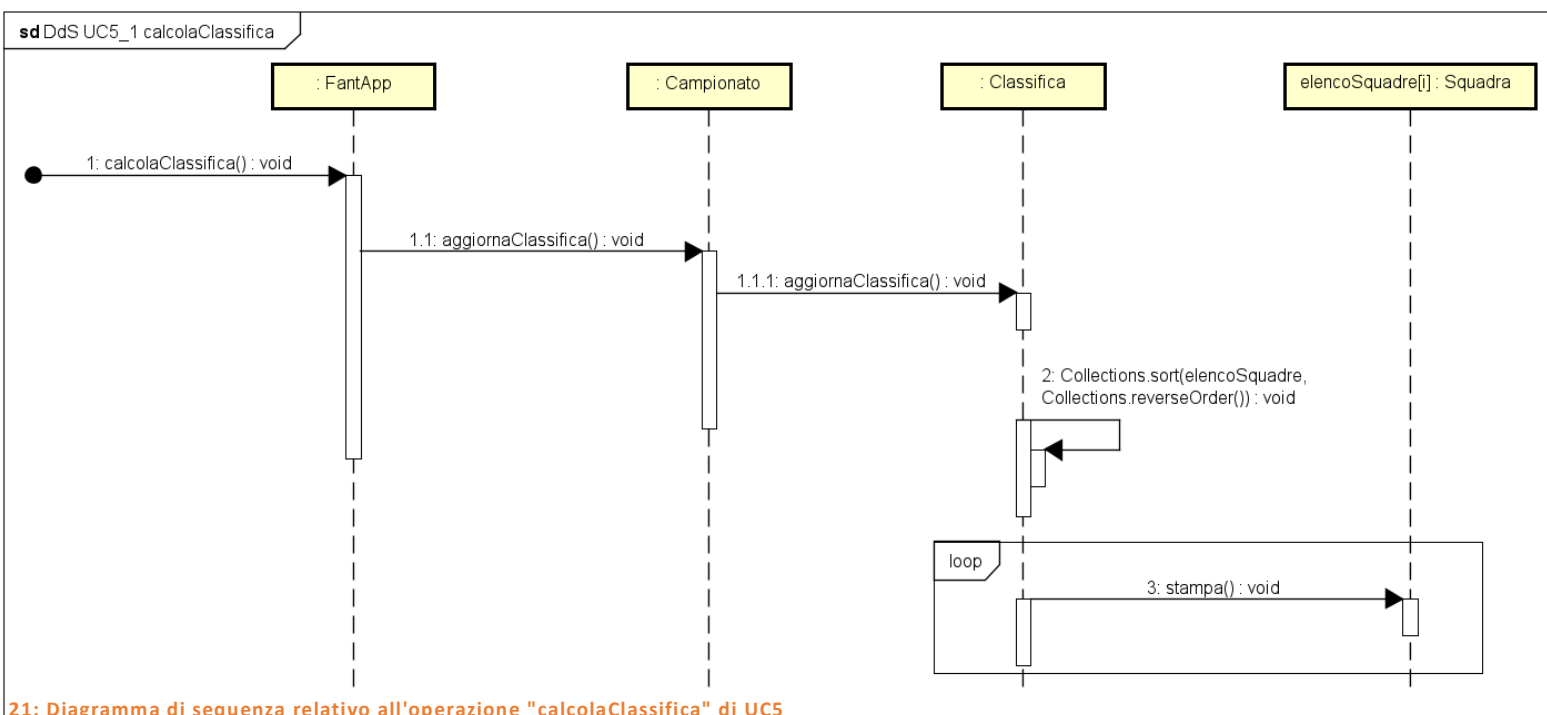 sd DdS UC5_1 calcolaClassifica
: FantApp
: Campionato
: Classifica
elencoSquadre[i] : Squadra
1: calcolaClassifica() : void
1.1: aggiornaClassifica() : void
1.1.1: aggiornaClassifica() : void
2: Collections.sort(elencoSquadre,
Collections.reverseOrder()) : void
loop
3: stampa() : void
21: Diagramma di sequenza relativo all'operazione "calcolaClassifica" di UC5